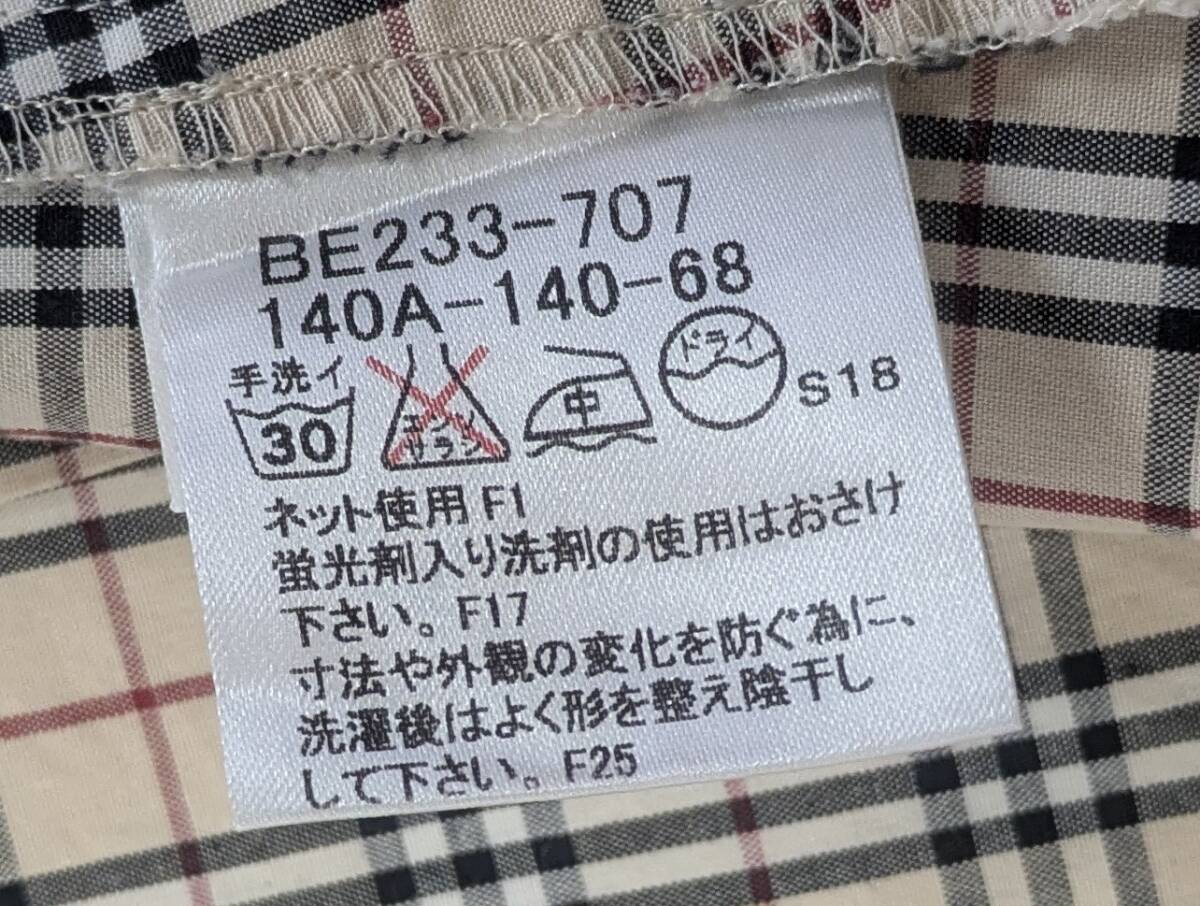 BE233-707
140A-140-68
手洗イ
30
エンソ
サラシ
中
ドライ
S18
ネット使用 F1
蛍光剤入り洗剤の使用はおさけ
下さい。F17
寸法や外観の変化を防ぐ為に、
洗濯後はよく形を整え陰干し
して下さい。F25